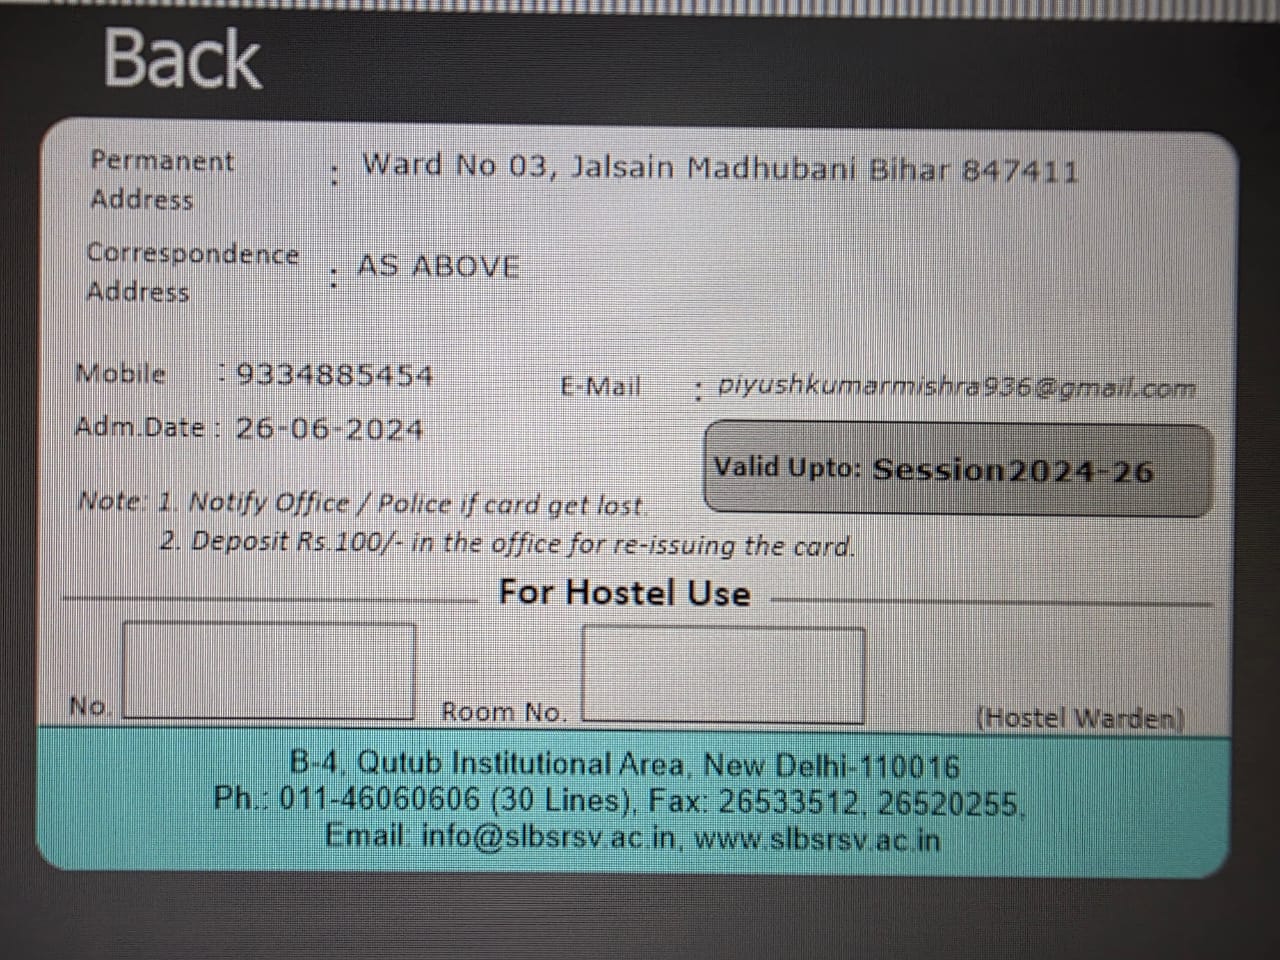 Back
Permanent Address : Ward No 03, Jalsain Madhubani Bihar 847411
Correspondence Address : AS ABOVE
Mobile : 9334885454
E-Mail : piyushkumarmishra936@gmail.com
Adm.Date : 26-06-2024
Valid Upto: Session2024-26
Note: 1. Notify Office / Police if card get lost.
2. Deposit Rs.100/- in the office for re-issuing the card.
For Hostel Use
No.
Room No.
(Hostel Warden)
B-4, Qutub Institutional Area, New Delhi-110016
Ph.: 011-46060606 (30 Lines), Fax: 26533512, 26520255,
Email: info@slbsrsv.ac.in, www.slbsrsv.ac.in